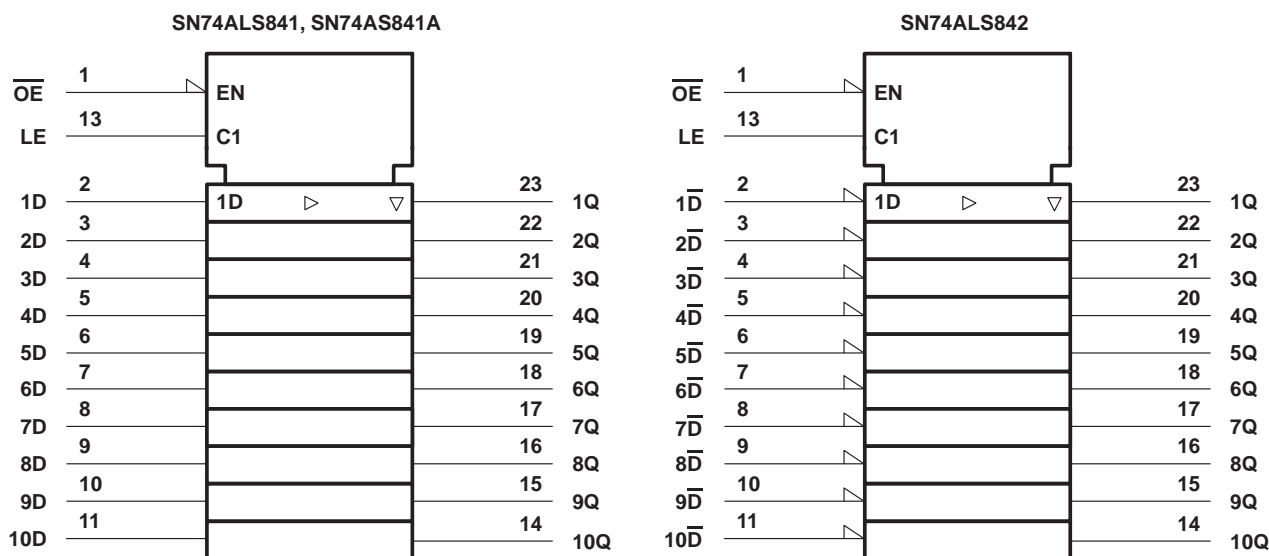 SN74ALS841, SN74AS841A
O̅E̅ 1 EN
LE 13 C1
1D 2 1D 23 1Q
2D 3 22 2Q
3D 4 21 3Q
4D 5 20 4Q
5D 6 19 5Q
6D 7 18 6Q
7D 8 17 7Q
8D 9 16 8Q
9D 10 15 9Q
10D 11 14 10Q
SN74ALS842
O̅E̅ 1 EN
LE 13 C1
1D̅ 2 1D 23 1Q
2D̅ 3 22 2Q
3D̅ 4 21 3Q
4D̅ 5 20 4Q
5D̅ 6 19 5Q
6D̅ 7 18 6Q
7D̅ 8 17 7Q
8D̅ 9 16 8Q
9D̅ 10 15 9Q
10D̅ 11 14 10Q